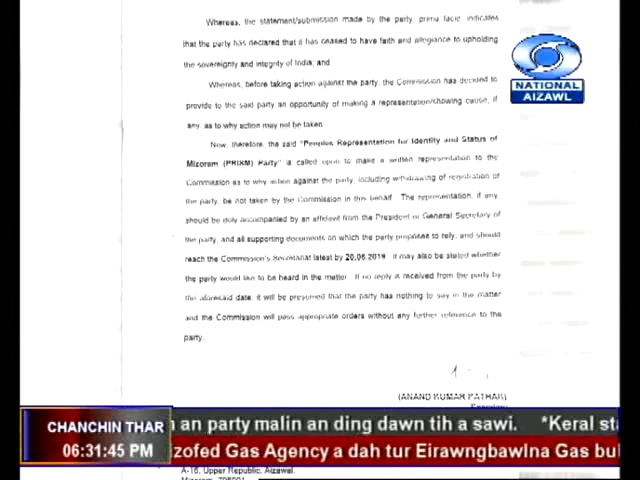 Whereas, the statement/submission made by the party, prima facie, indicates
that the party has declared that it has ceased to have faith and allegiance to upholding
the sovereignty and integrity of India; and
Whereas, before taking action against the party, the Commission has decided to
provide to the said party an opportunity of making a representation/showing cause, if
any, as to why action may not be taken.
Now, therefore, the said "Peoples Representation for Identity and Status of
Mizoram (PRIXM) Party" is called upon to make a written representation to the
Commission as to why action against the party, including withdrawing of registration of
the party, be not taken by the Commission in this behalf. The representation, if any,
should be duly accompanied by an affidavit from the President or General Secretary of
the party, and all supporting documents on which the party proposes to rely, and should
reach the Commission's Secretariat latest by 20.06.2019. It may also be stated whether
the party would like to be heard in the matter. If no reply is received from the party by
the aforesaid date, it will be presumed that the party has nothing to say in the matter
and the Commission will pass appropriate orders without any further reference to the
party.
(ANAND KUMAR PATHAK)
NATIONAL
AIZAWL
CHANCHIN THAR
06:31:45 PM
an party malin an ding dawn tih a sawi. *Keral sta
izofed Gas Agency a dah tur Eirawngbawlna Gas bu
A-16, Upper Republic, Aizawl,